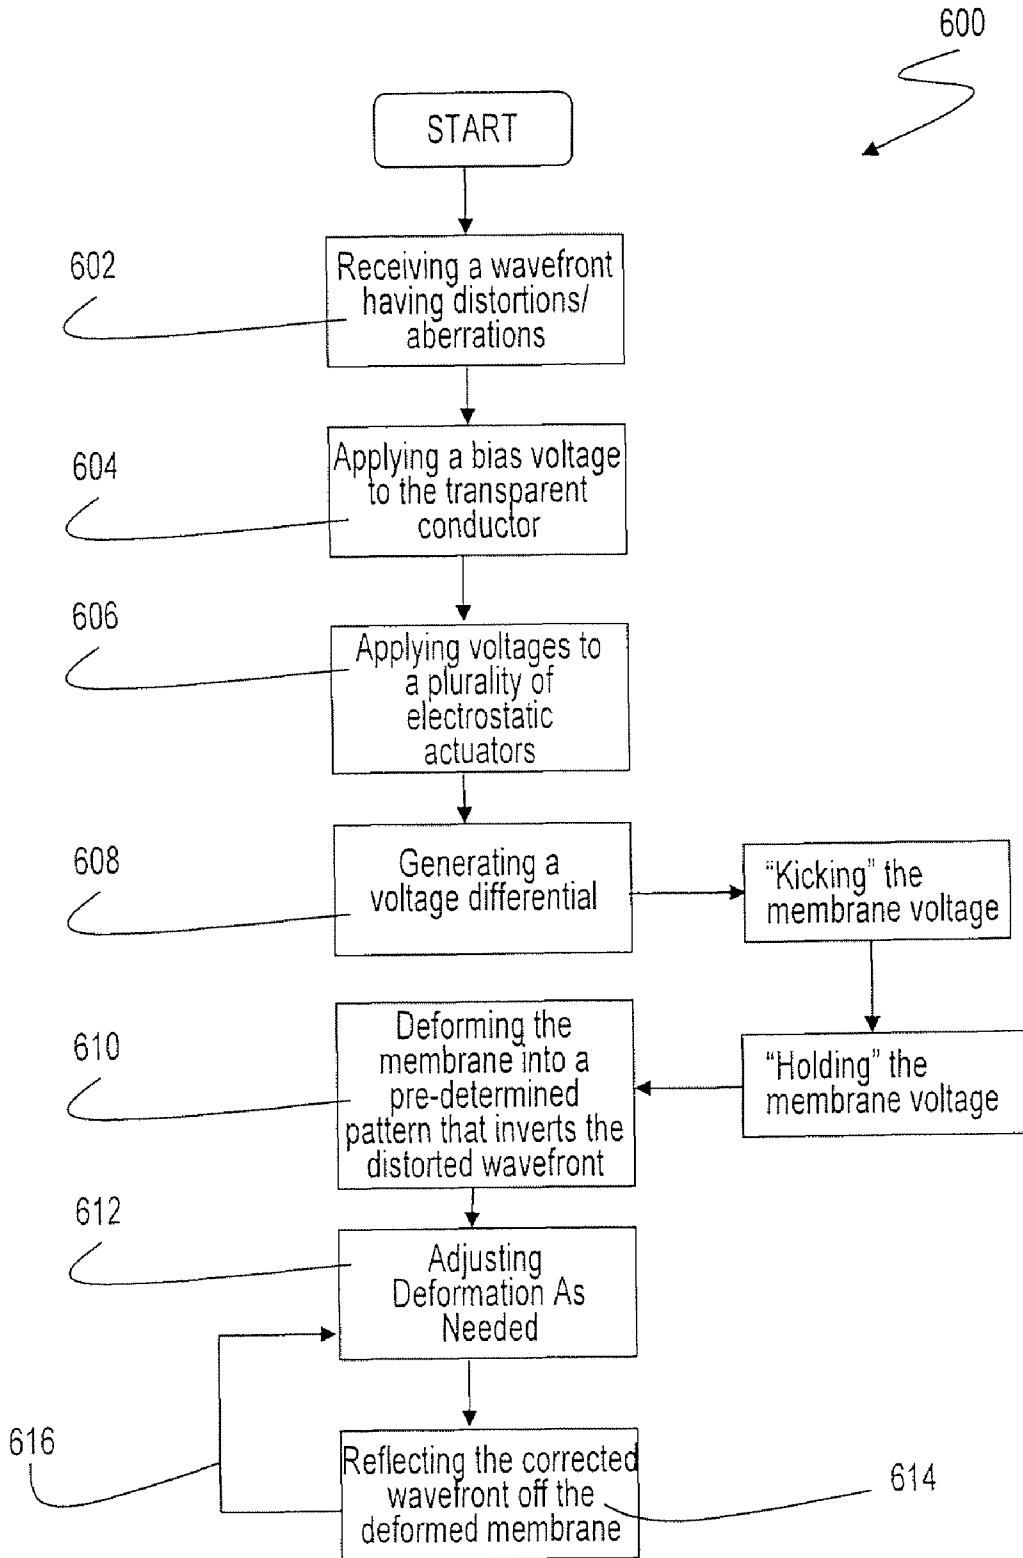 600
START
602
Receiving a wavefront
having distortions/
aberrations
604
Applying a bias voltage
to the transparent
conductor
606
Applying voltages to
a plurality of
electrostatic
actuators
608
Generating a
voltage differential
"Kicking" the
membrane voltage
"Holding" the
membrane voltage
610
Deforming the
membrane into a
pre-determined
pattern that inverts the
distorted wavefront
612
Adjusting
Deformation As
Needed
616
Reflecting the corrected
wavefront off the
deformed membrane
614